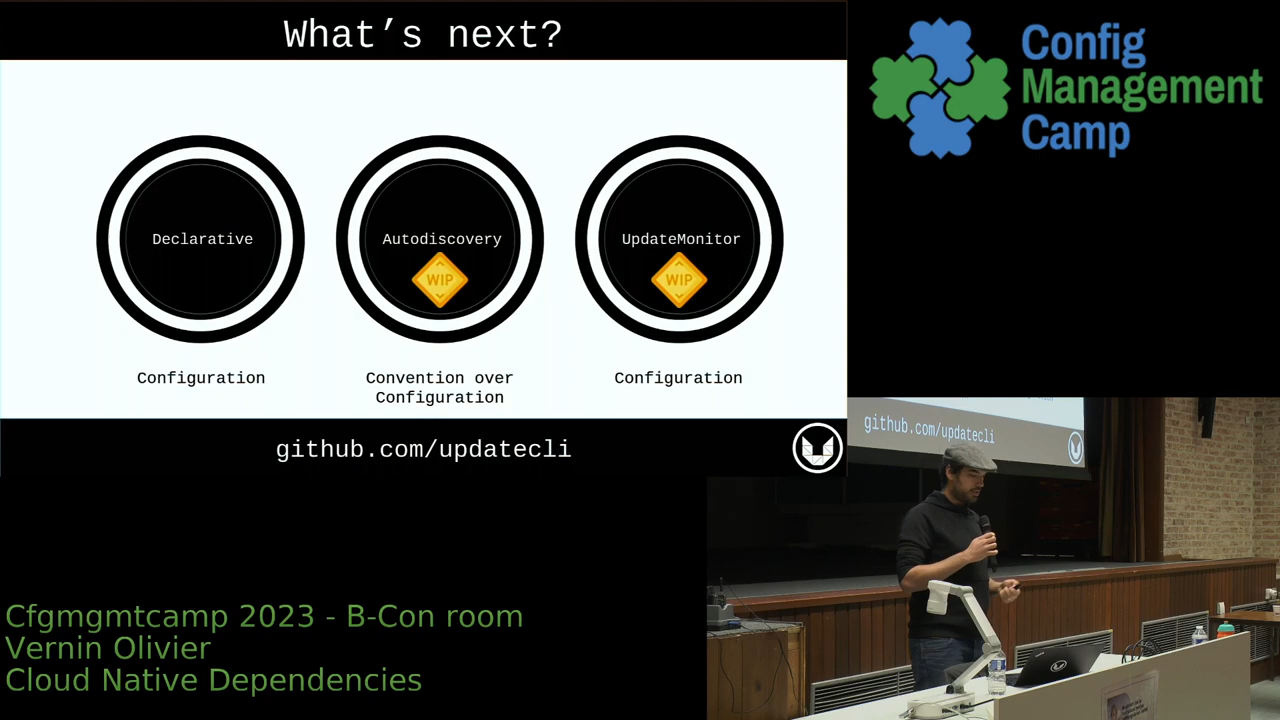 What’s next?
Declarative
Autodiscovery
UpdateMonitor
WIP
WIP
Configuration
Convention over
Configuration
Configuration
github.com/updatecli
Config
Management
Camp
github.com/updatecli
Cfgmgmtcamp 2023 - B-Con room
Vernin Olivier
Cloud Native Dependencies